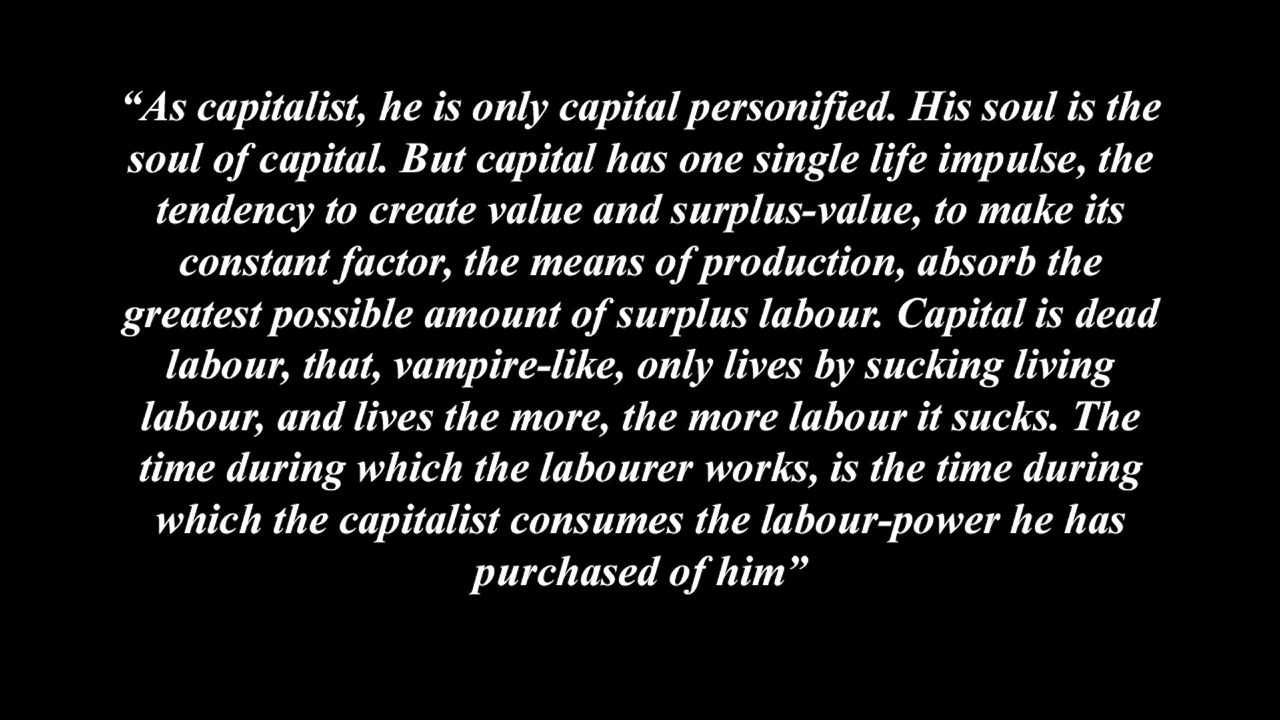 “As capitalist, he is only capital personified. His soul is the
soul of capital. But capital has one single life impulse, the
tendency to create value and surplus-value, to make its
constant factor, the means of production, absorb the
greatest possible amount of surplus labour. Capital is dead
labour, that, vampire-like, only lives by sucking living
labour, and lives the more, the more labour it sucks. The
time during which the labourer works, is the time during
which the capitalist consumes the labour-power he has
purchased of him”